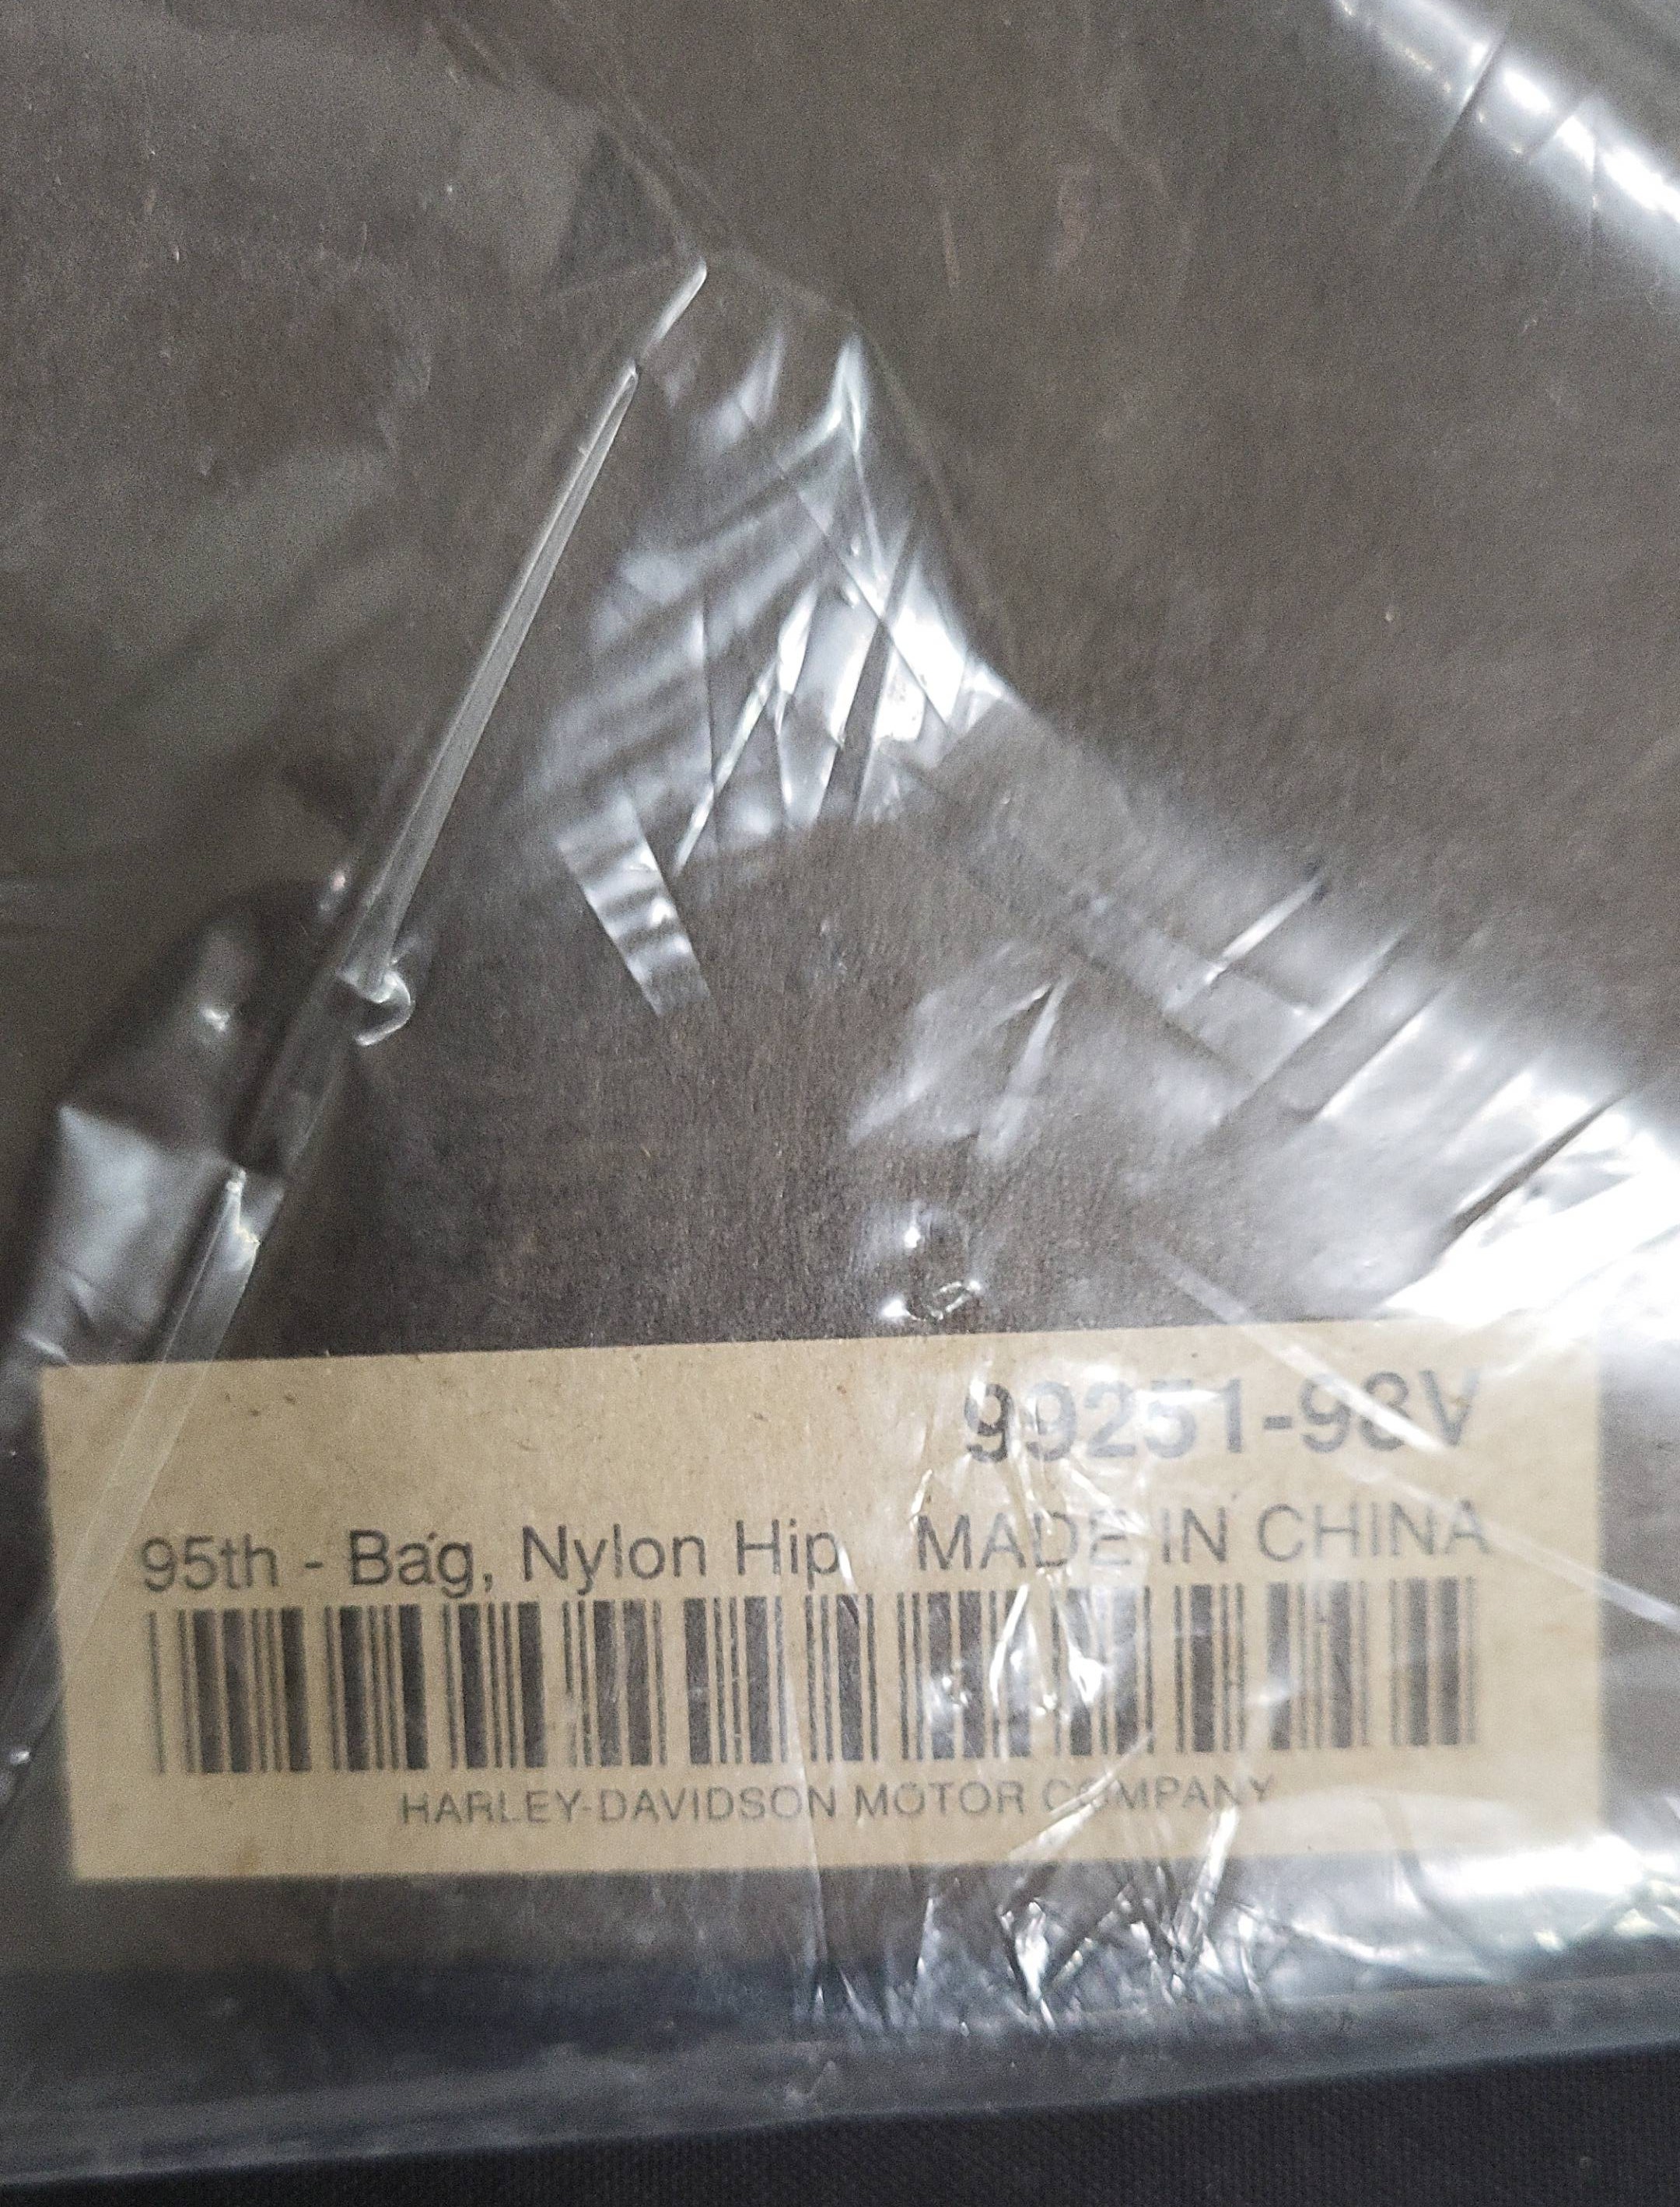 99251-98V
95th - Bag, Nylon Hip MADE IN CHINA
HARLEY-DAVIDSON MOTOR COMPANY